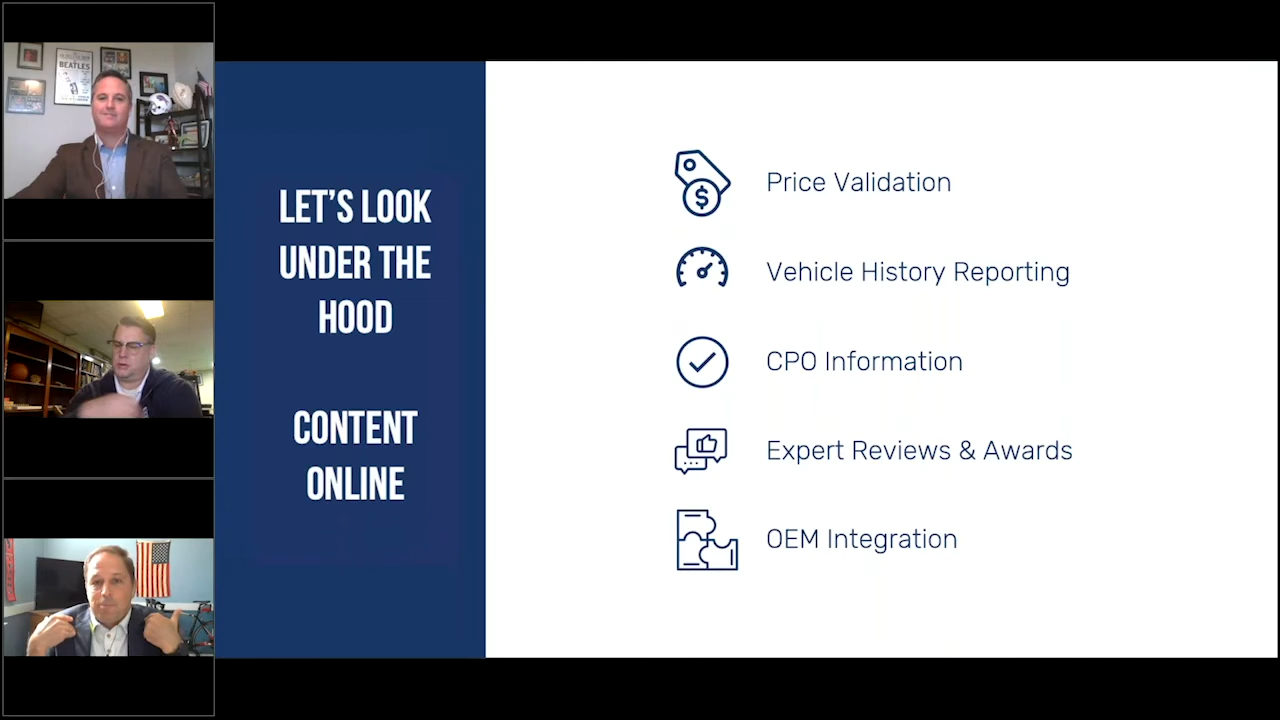 BEATLES
LET'S LOOK
UNDER THE
HOOD
CONTENT
ONLINE
$
Price Validation
Vehicle History Reporting
CPO Information
Expert Reviews & Awards
OEM Integration